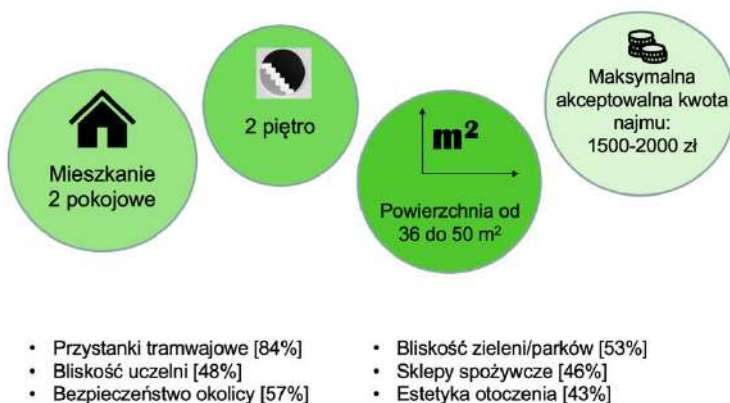 Mieszkanie
2 pokojowe
2 piętro
m²
Powierzchnia od
36 do 50 m²
Maksymalna
akceptowalna kwota
najmu:
1500-2000 zł
• Przystanki tramwajowe [84%]
• Bliskość uczelni [48%]
• Bezpieczeństwo okolicy [57%]
• Bliskość zieleni/parków [53%]
• Sklepy spożywcze [46%]
• Estetyka otoczenia [43%]